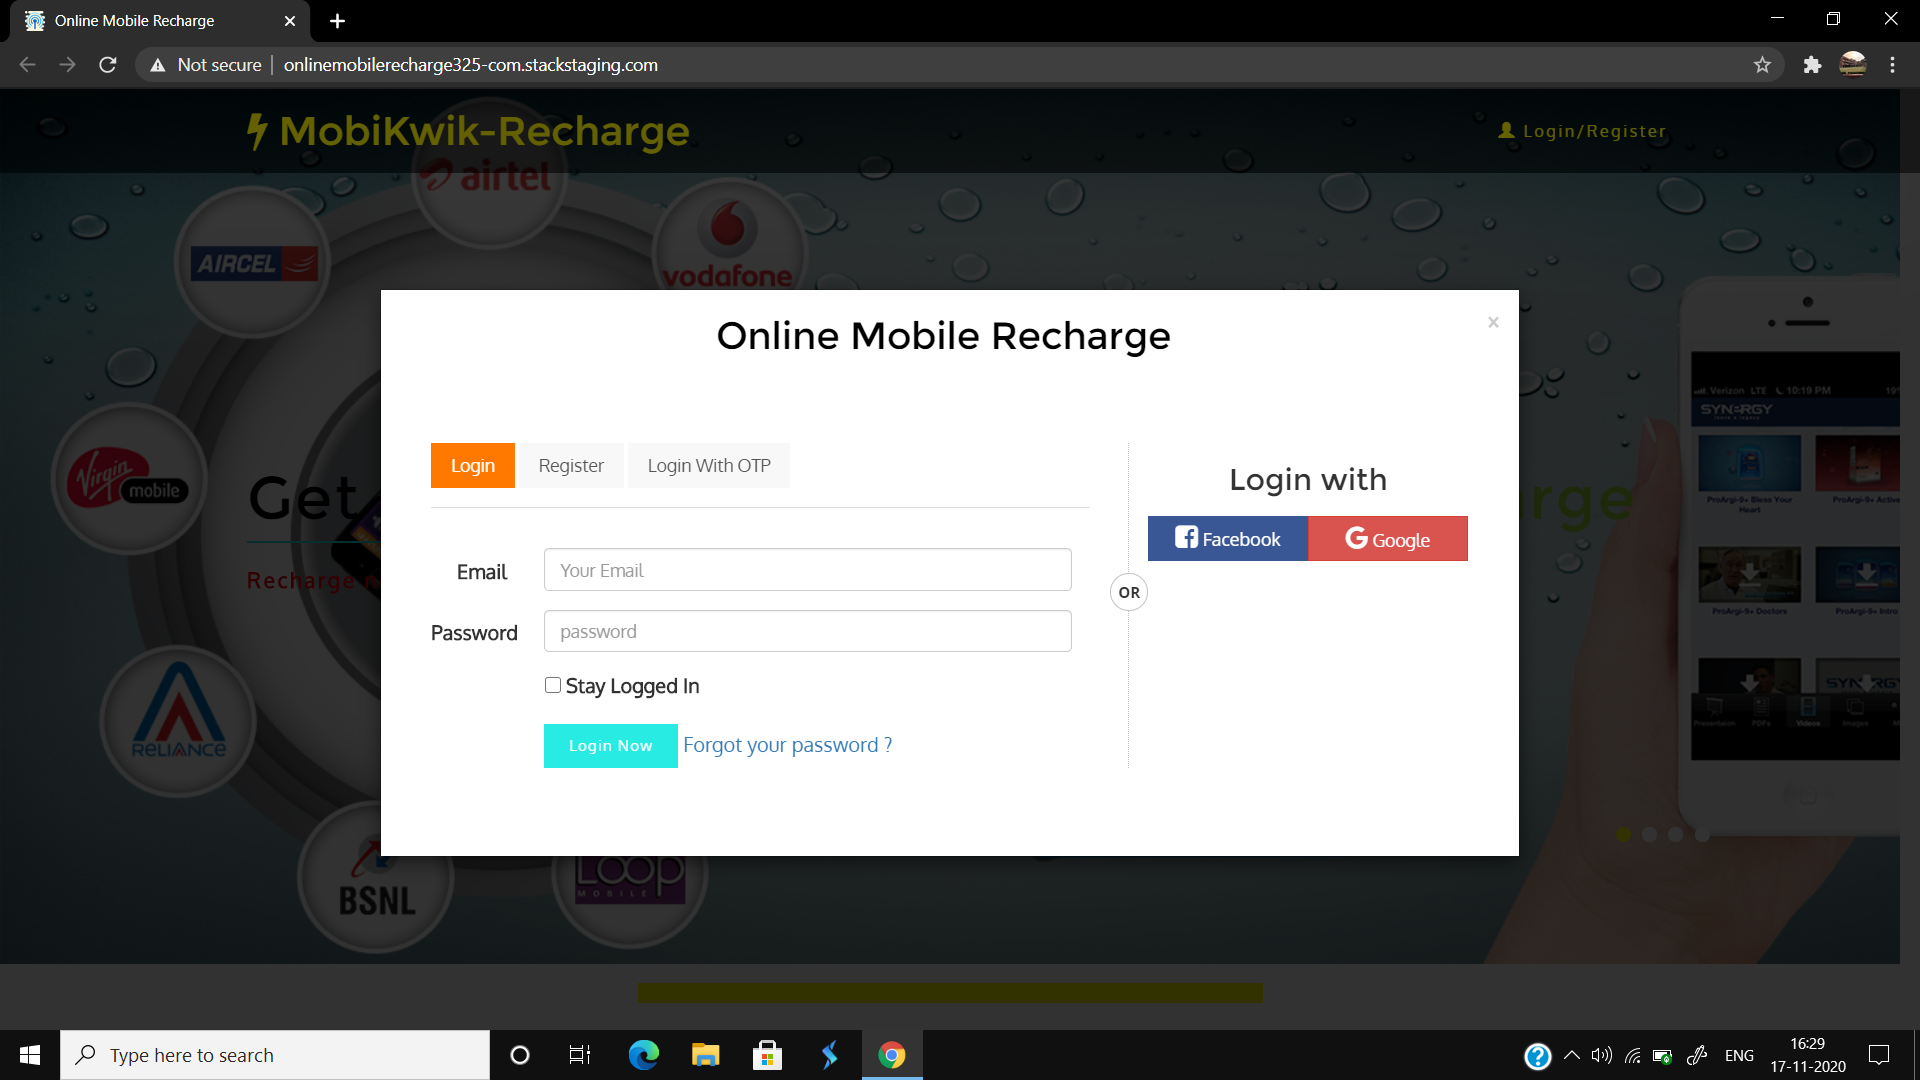 Online Mobile Recharge
Not secure
onlinemobilerecharge325-com.stackstaging.com
MobiKwik-Recharge
Login/Register
airtel
AIRCEL
vodafone
Virgin
mobile
RELIANCE
BSNL
LOOP
MOBILE
Get
arge
Recharge
Online Mobile Recharge
×
Login
Register
Login With OTP
Email
Your Email
Password
password
Stay Logged In
Login Now
Forgot your password ?
OR
Login with
Facebook
Google
Verizon LTE
10:19 PM
19
SYNERGY
ProArgi-9+ Bless Your
Heart
ProArgi-9+ Active
ProArgi-9+ Doctors
ProArgi-9+ Intro
SYNERGY
Presentation
PDFs
Videos
Images
Type here to search
ENG
16:29
17-11-2020